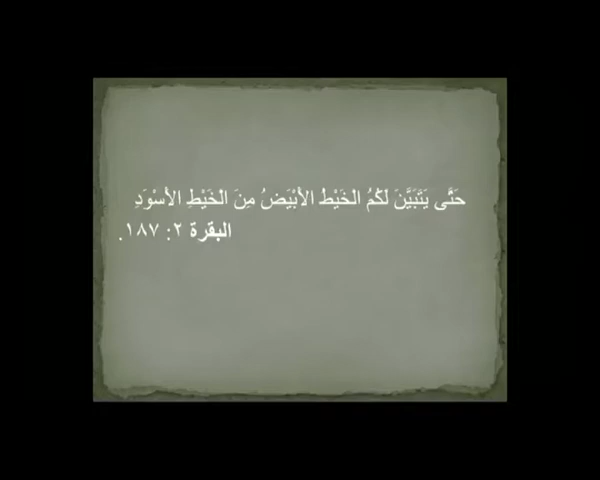 حَتَّى يَتَبَيَّنَ لَكُمُ الْخَيْطُ الأَبْيَضُ مِنَ الْخَيْطِ الأَسْوَدِ
البقرة ٢: ١٨٧.